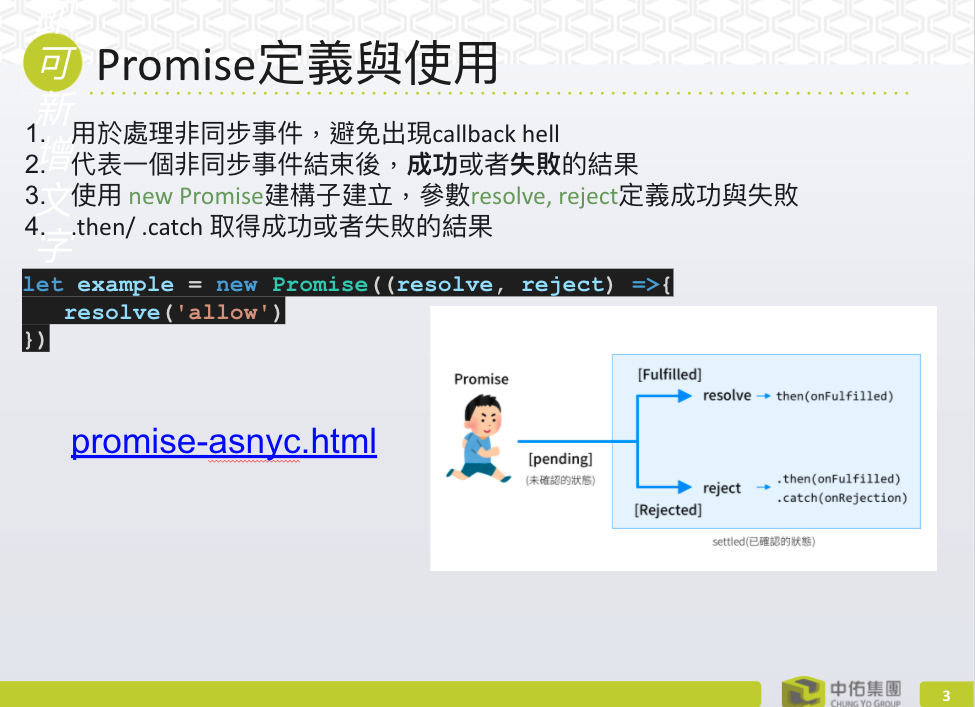 可
新
增
文
字
Promise定義與使用
1. 用於處理非同步事件，避免出現callback hell
2. 代表一個非同步事件結束後，成功或者失敗的結果
3. 使用 new Promise建構子建立，參數resolve, reject定義成功與失敗
4. .then/ .catch 取得成功或者失敗的結果
let example = new Promise((resolve, reject) =>{
resolve('allow')
})
promise-asnyc.html
Promise
[pending]
(未確認的狀態)
[Fulfilled]
resolve then(onFulfilled)
reject .then(onFulfilled)
.catch(onRejection)
[Rejected]
settled(已確認的狀態)
中佑集團
CHUNG YO GROUP
3